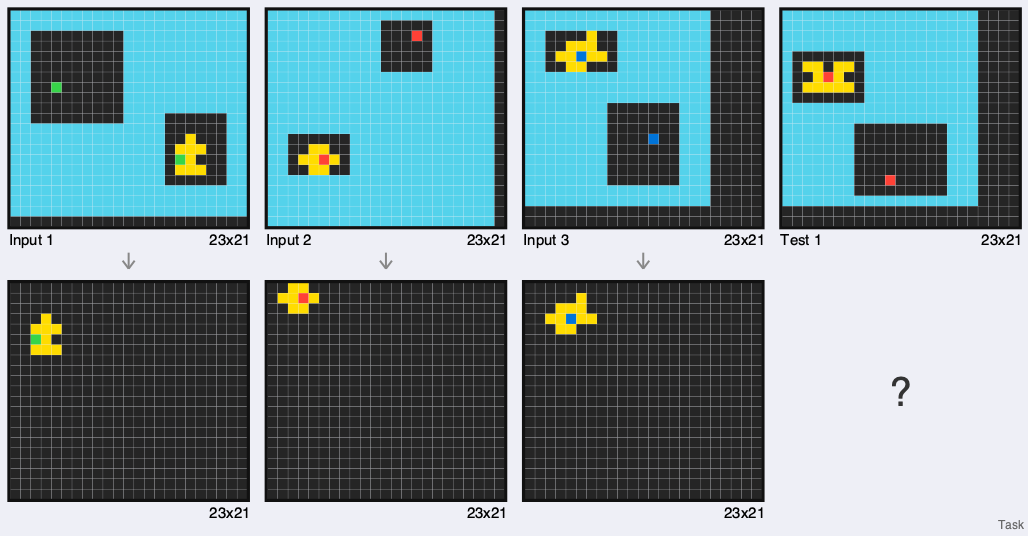 Input 1 23x21
Input 2 23x21
Input 3 23x21
Test 1 23x21
?
23x21
23x21
23x21
Task